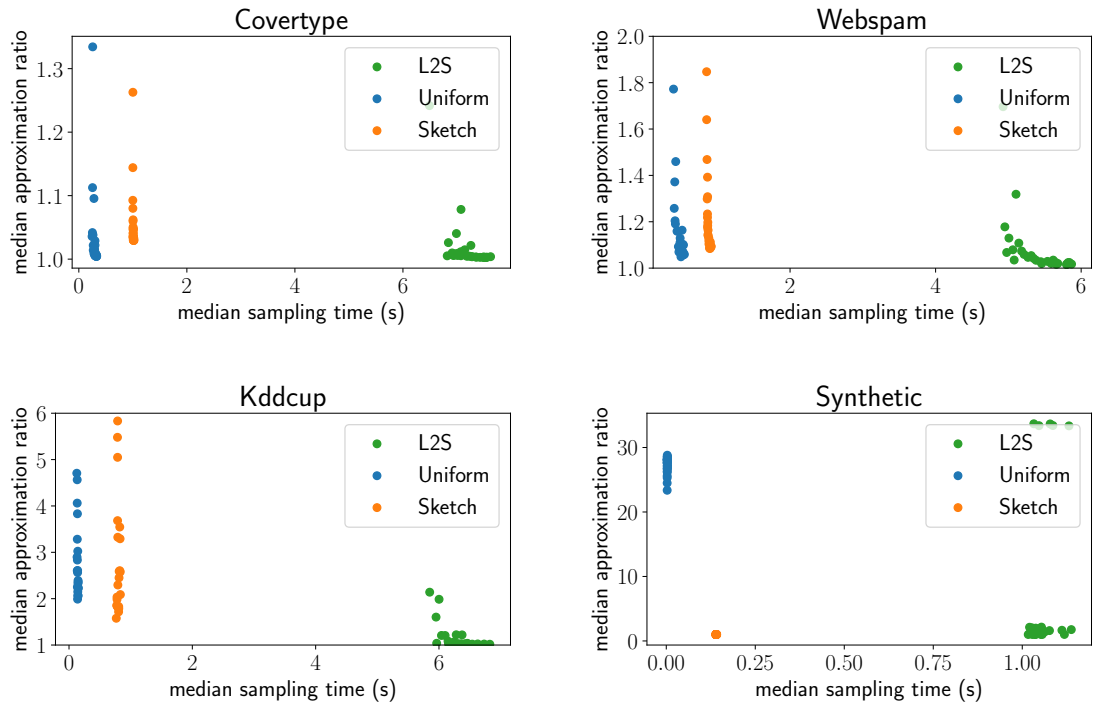 Covertype
median approximation ratio
1.3
1.2
1.1
1.0
L2S
Uniform
Sketch
0 2 4 6
median sampling time (s)
Webspam
median approximation ratio
2.0
1.8
1.6
1.4
1.2
1.0
L2S
Uniform
Sketch
2 4 6
median sampling time (s)
Kddcup
median approximation ratio
6
5
4
3
2
1
L2S
Uniform
Sketch
0 2 4 6
median sampling time (s)
Synthetic
median approximation ratio
30
20
10
0
L2S
Uniform
Sketch
0.00 0.25 0.50 0.75 1.00
median sampling time (s)